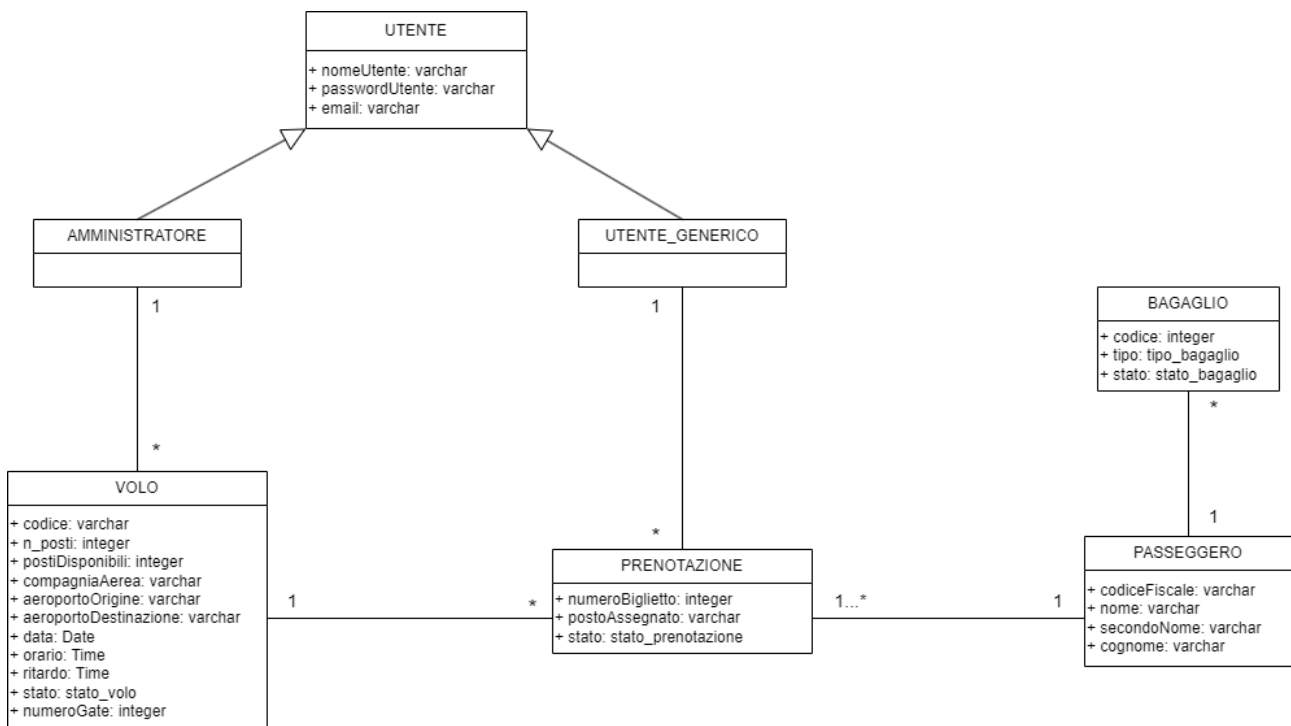 UTENTE
+ nomeUtente: varchar
+ passwordUtente: varchar
+ email: varchar
AMMINISTRATORE
UTENTE_GENERICO
1
1
BAGAGLIO
+ codice: integer
+ tipo: tipo_bagaglio
+ stato: stato_bagaglio
*
*
VOLO
+ codice: varchar
+ n_posti: integer
+ postiDisponibili: integer
+ compagniaAerea: varchar
+ aeroportoOrigine: varchar
+ aeroportoDestinazione: varchar
+ data: Date
+ orario: Time
+ ritardo: Time
+ stato: stato_volo
+ numeroGate: integer
1
*
*
PRENOTAZIONE
+ numeroBiglietto: integer
+ postoAssegnato: varchar
+ stato: stato_prenotazione
1...*
1
1
PASSEGGERO
+ codiceFiscale: varchar
+ nome: varchar
+ secondoNome: varchar
+ cognome: varchar